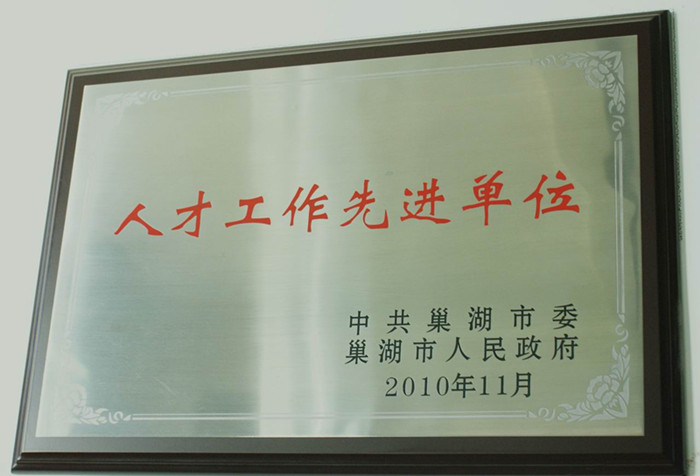 人才工作先进单位
中共巢湖市委
巢湖市人民政府
2010年11月